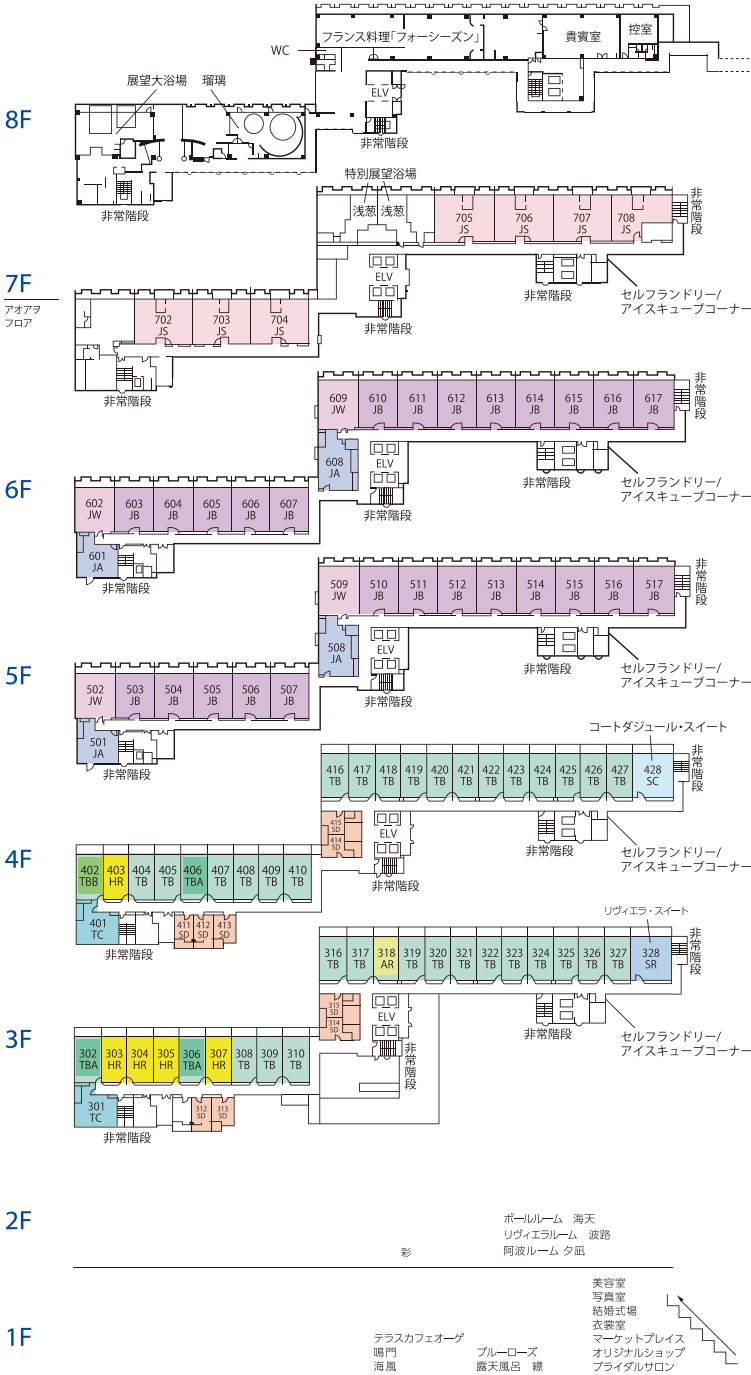 フランス料理「フォーシーズン」
貴賓室
控室
WC
展望大浴場 瑠璃
ELV
8F
非常階段
非常階段
特別展望浴場
浅葱 浅葱
705 JS
706 JS
707 JS
708 JS
非常階段
7F
アオアヲ
フロア
ELV
非常階段
非常階段
セルフランドリー/
アイスキューブコーナー
702 JS
703 JS
704 JS
非常階段
609 JW
610 JB
611 JB
612 JB
613 JB
614 JB
615 JB
616 JB
617 JB
非常階段
608 JA
ELV
非常階段
非常階段
セルフランドリー/
アイスキューブコーナー
6F
602 JW
603 JB
604 JB
605 JB
606 JB
607 JB
601 JA
非常階段
509 JW
510 JB
511 JB
512 JB
513 JB
514 JB
515 JB
516 JB
517 JB
非常階段
508 JA
ELV
非常階段
非常階段
セルフランドリー/
アイスキューブコーナー
5F
502 JW
503 JB
504 JB
505 JB
506 JB
507 JB
501 JA
非常階段
コートダジュール・スイート
416 TB
417 TB
418 TB
419 TB
420 TB
421 TB
422 TB
423 TB
424 TB
425 TB
426 TB
427 TB
428 SC
非常階段
415 SD
414 SD
ELV
非常階段
非常階段
セルフランドリー/
アイスキューブコーナー
4F
402 TBB
403 HR
404 TB
405 TB
406 TBA
407 TB
408 TB
409 TB
410 TB
401 TC
411 SD
412 SD
413 SD
非常階段
リヴィエラ・スイート
316 TB
317 TB
318 AR
319 TB
320 TB
321 TB
322 TB
323 TB
324 TB
325 TB
326 TB
327 TB
328 SR
非常階段
315 SD
314 SD
ELV
非常階段
非常階段
セルフランドリー/
アイスキューブコーナー
3F
302 TBA
303 HR
304 HR
305 HR
306 TBA
307 HR
308 TB
309 TB
310 TB
301 TC
312 SD
313 SD
非常階段
2F
ボールルーム 海天
リヴィエラルーム 波路
彩
阿波ルーム 夕凪
1F
美容室
写真室
結婚式場
衣裳室
テラスカフェオーゲ
マーケットプレイス
鳴門
ブルーローズ
オリジナルショップ
海風
露天風呂 縹
ブライダルサロン